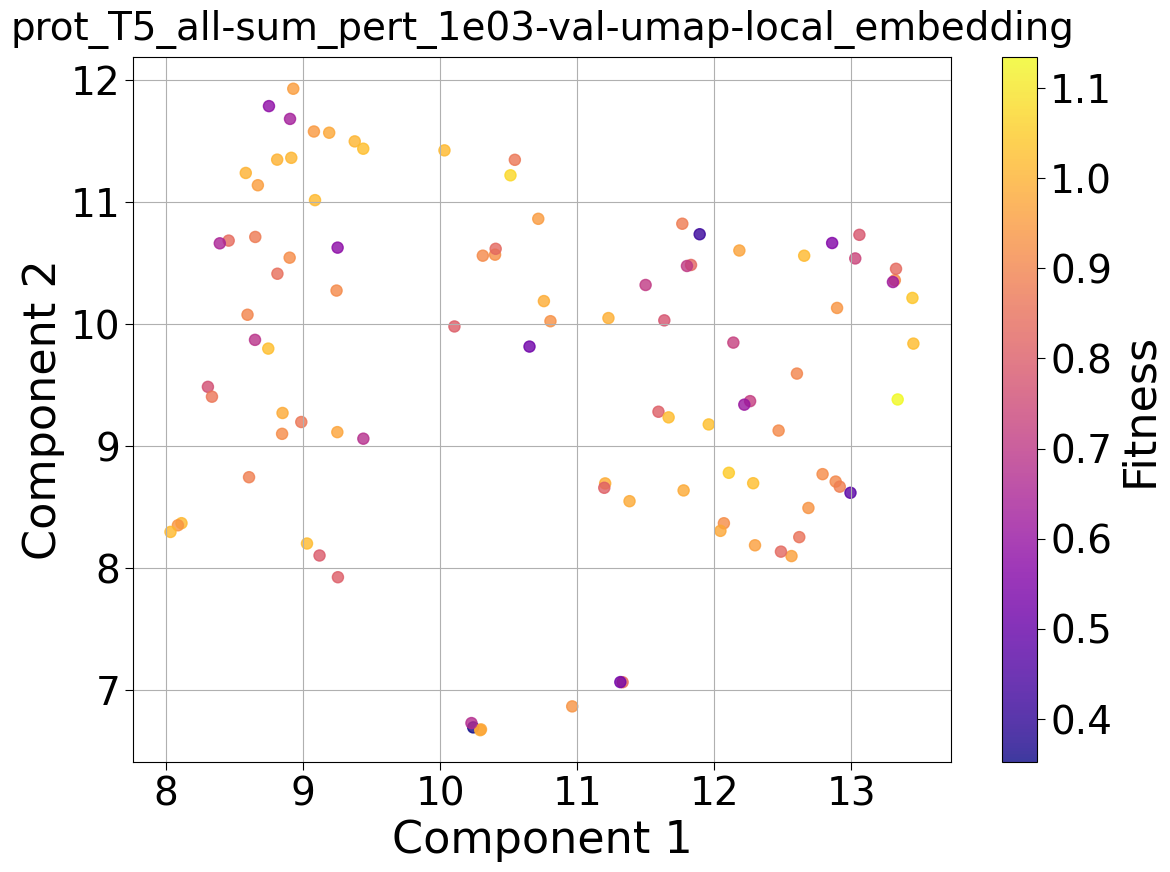 prot_T5_all-sum_pert_1e03-val-umap-local_embedding
12
11
10
9
8
7
Component 2
8 9 10 11 12 13
Component 1
1.1
1.0
0.9
0.8
0.7
0.6
0.5
0.4
Fitness